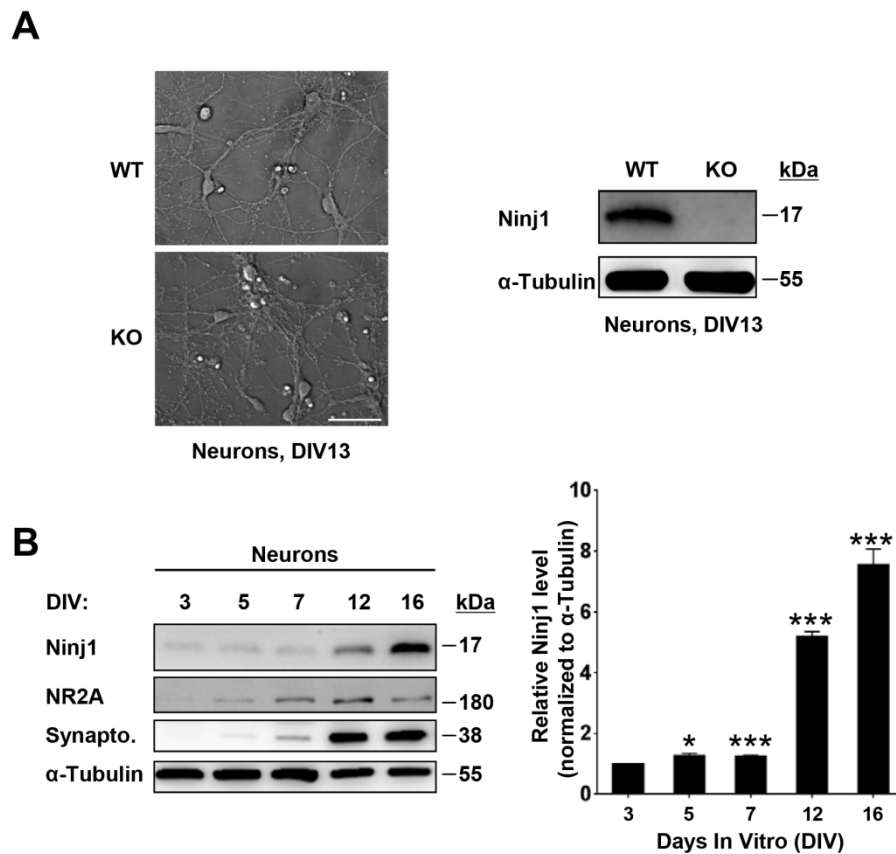 A
WT
KO
Neurons, DIV13
WT KO kDa
Ninj1 17
α-Tubulin 55
Neurons, DIV13
B
Neurons
DIV: 3 5 7 12 16 kDa
Ninj1 17
NR2A 180
Synapto. 38
α-Tubulin 55
Relative Ninj1 level
(normalized to α-Tubulin)
10
8
6
4
2
0
* *** *** ***
3 5 7 12 16
Days In Vitro (DIV)